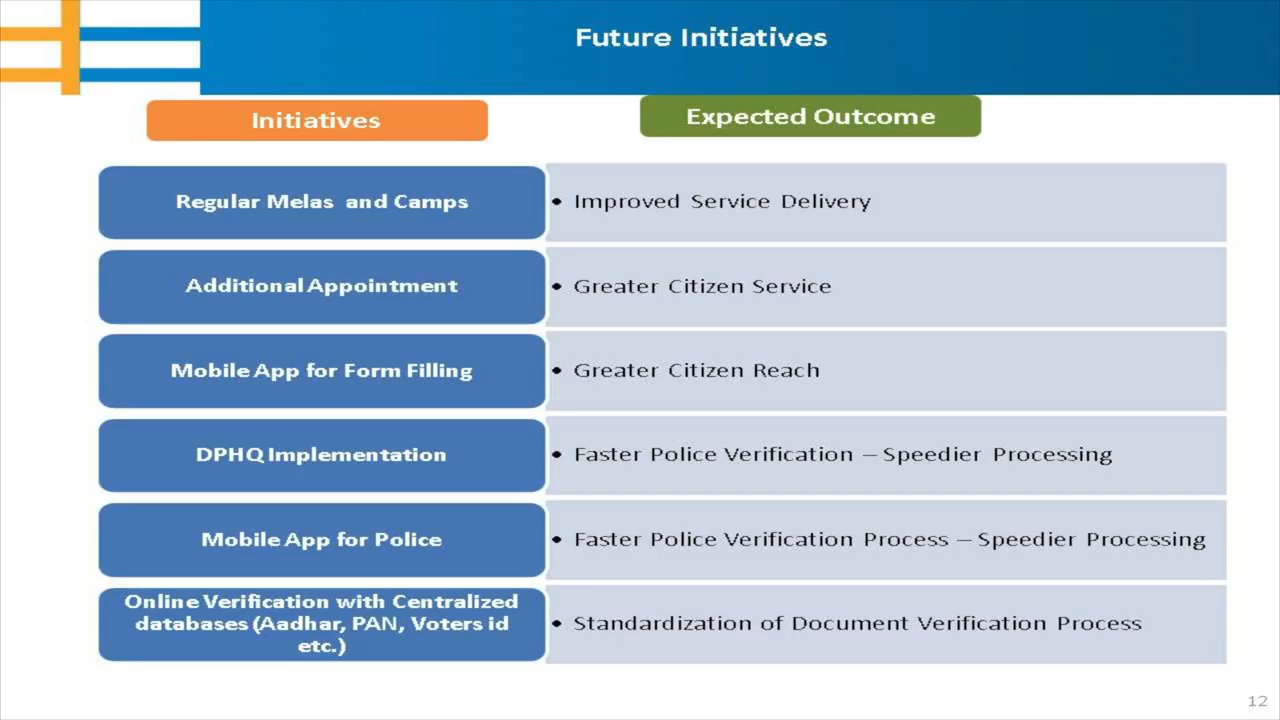 Future Initiatives
Initiatives
Expected Outcome
Regular Melas and Camps
• Improved Service Delivery
Additional Appointment
• Greater Citizen Service
Mobile App for Form Filling
• Greater Citizen Reach
DPHQ Implementation
• Faster Police Verification – Speedier Processing
Mobile App for Police
• Faster Police Verification Process – Speedier Processing
Online Verification with Centralized
databases (Aadhar, PAN, Voters id
etc.)
• Standardization of Document Verification Process
12